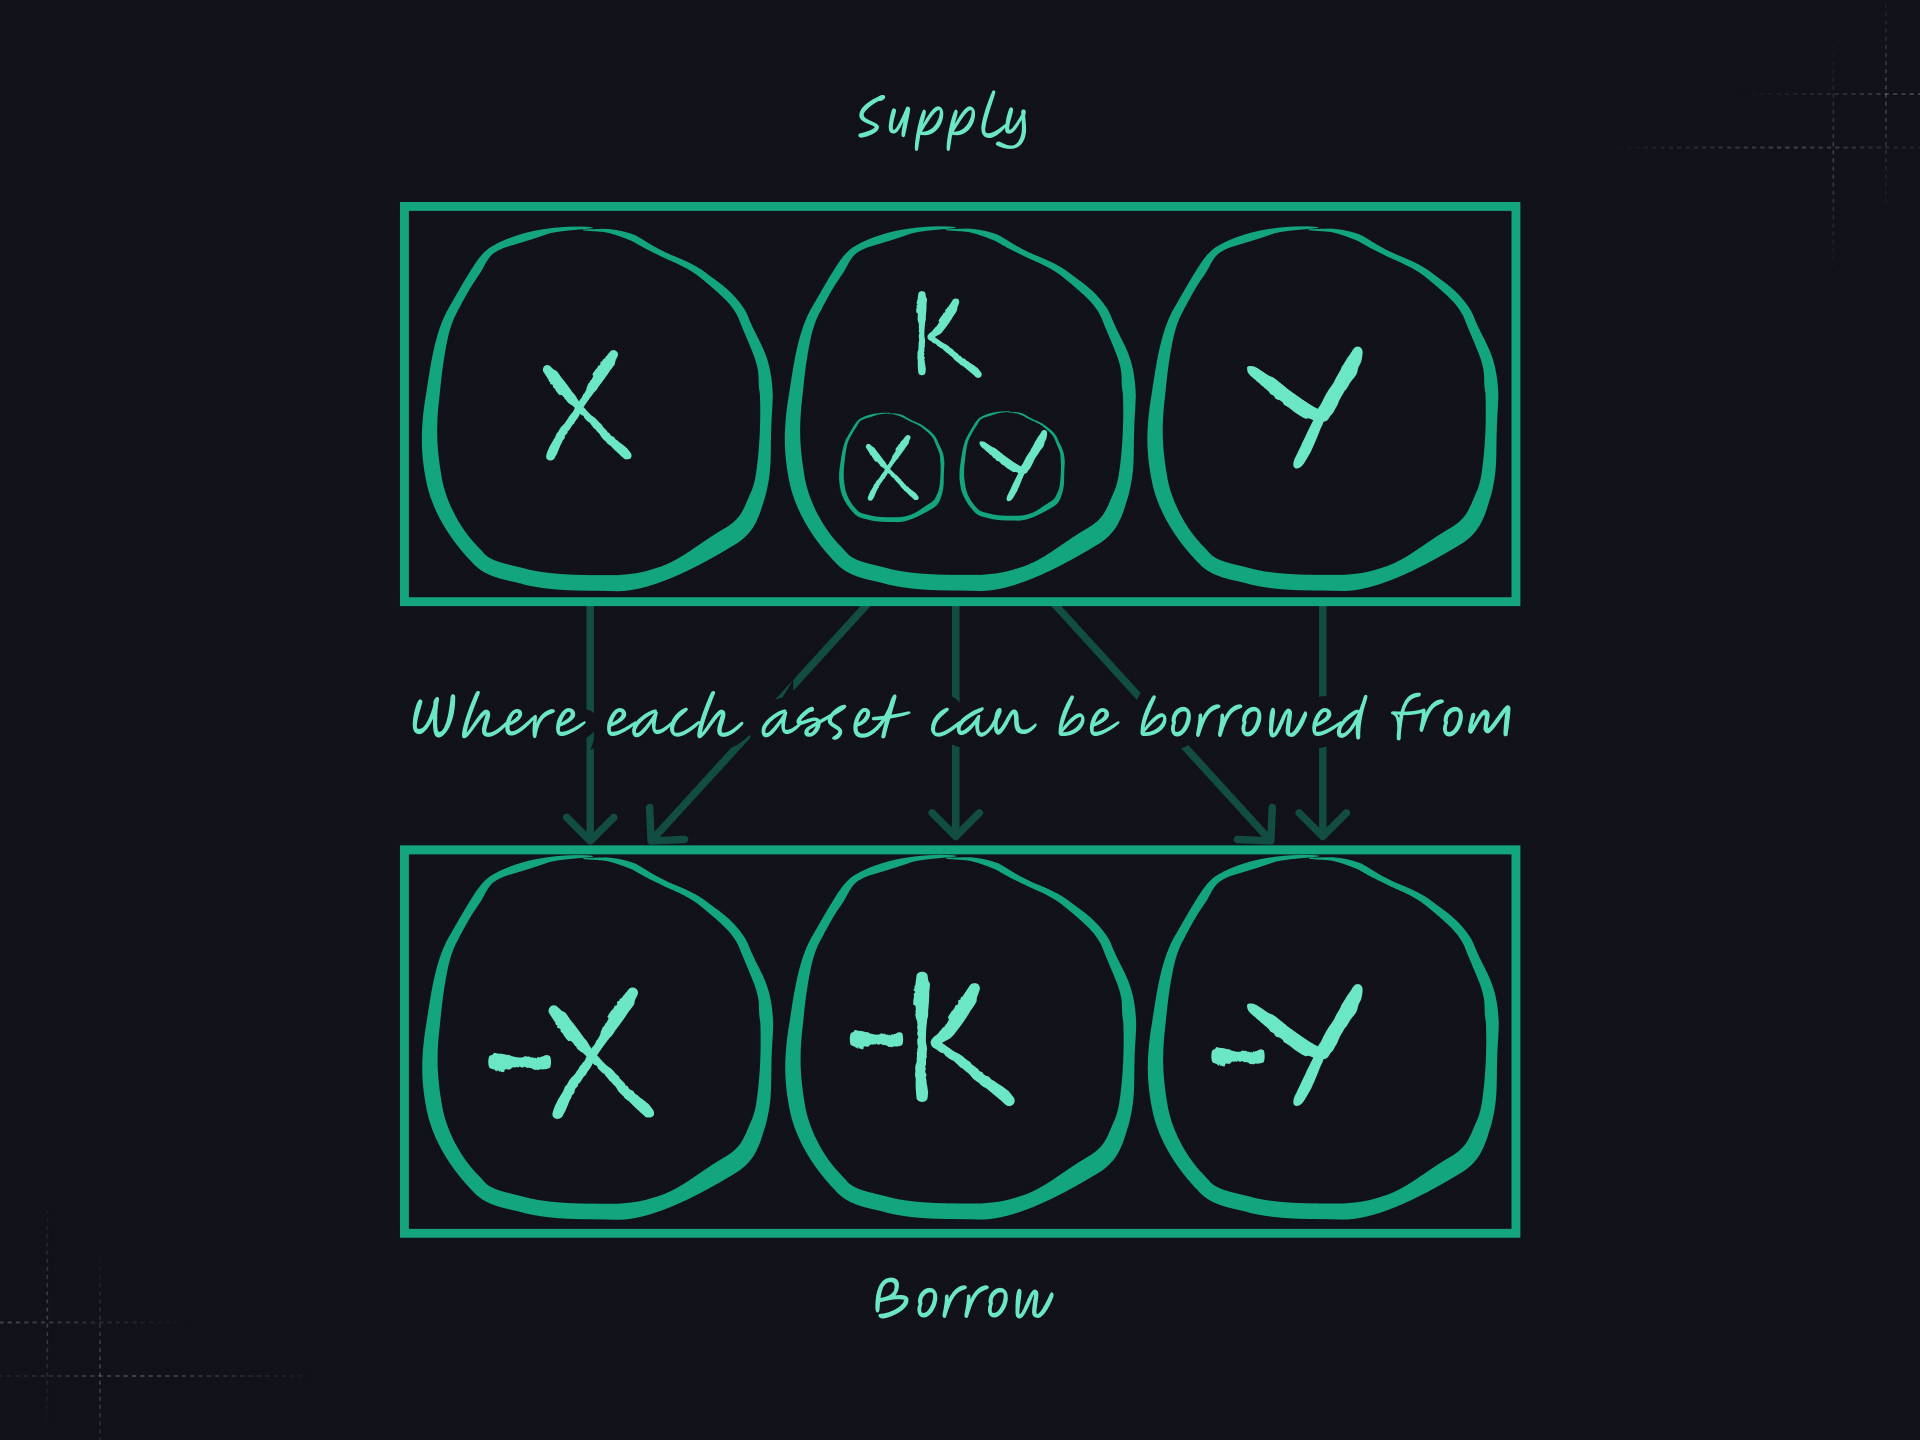 Supply
X K Y
X Y
Where each asset can be borrowed from
-X -K -Y
Borrow